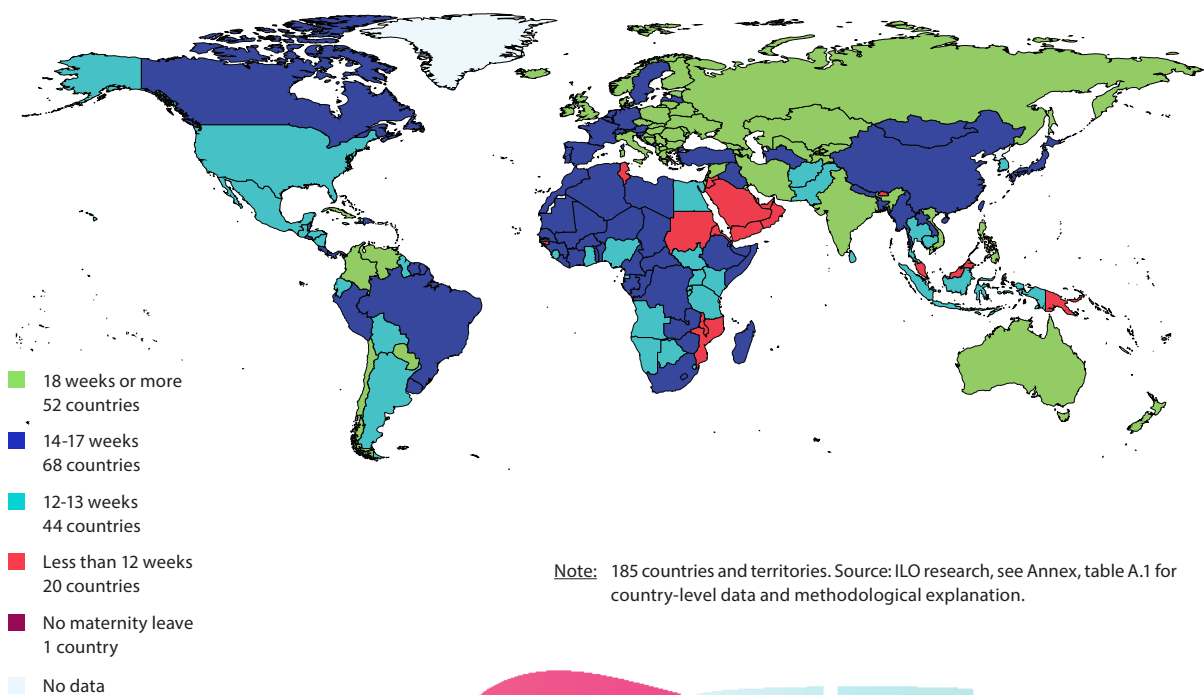 18 weeks or more
52 countries
14-17 weeks
68 countries
12-13 weeks
44 countries
Less than 12 weeks
20 countries
Note: 185 countries and territories. Source: ILO research, see Annex, table A.1 for
country-level data and methodological explanation.
No maternity leave
1 country
No data